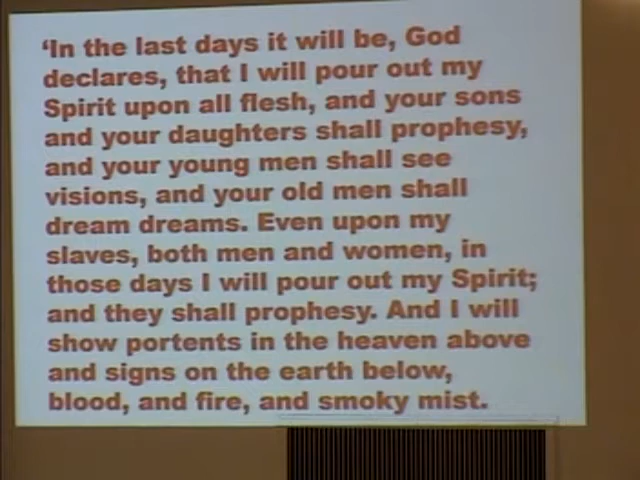 ‘In the last days it will be, God
declares, that I will pour out my
Spirit upon all flesh, and your sons
and your daughters shall prophesy,
and your young men shall see
visions, and your old men shall
dream dreams. Even upon my
slaves, both men and women, in
those days I will pour out my Spirit;
and they shall prophesy. And I will
show portents in the heaven above
and signs on the earth below,
blood, and fire, and smoky mist.